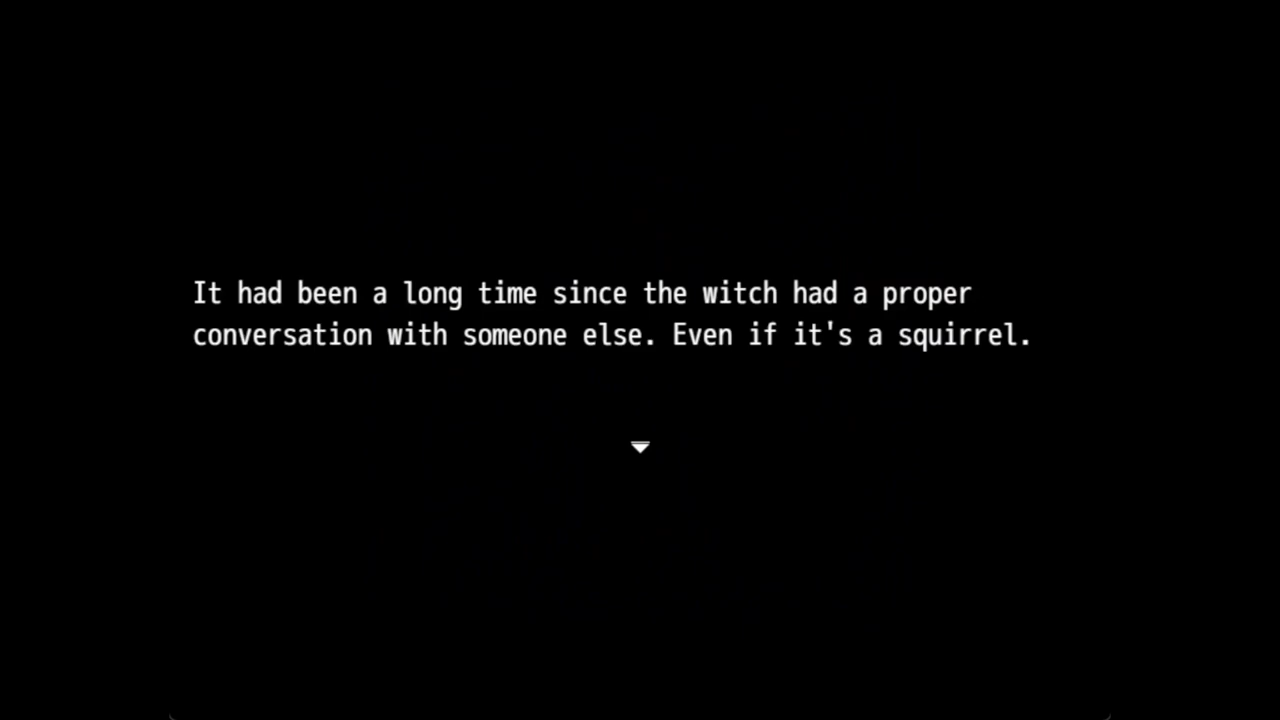 It had been a long time since the witch had a proper
conversation with someone else. Even if it's a squirrel.